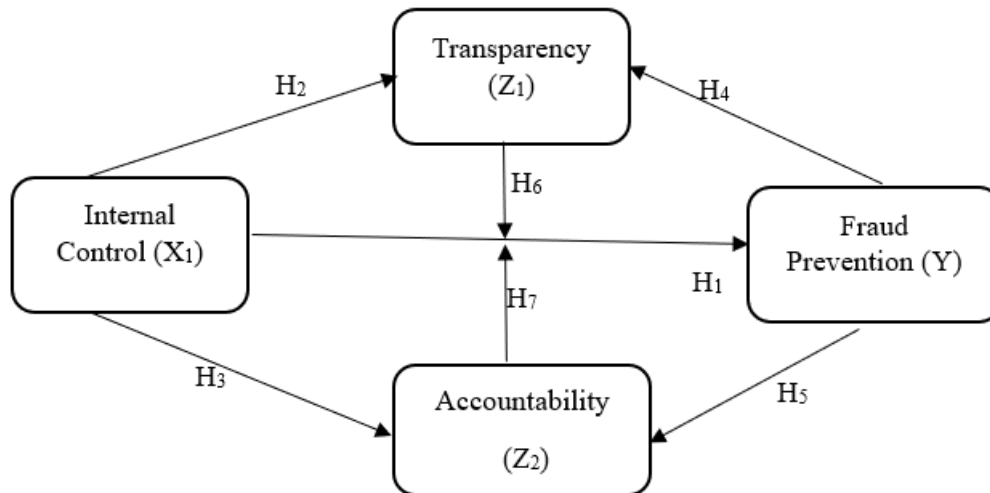 Transparency
(Z₁)
H₂
H₄
H₆
Internal
Control (X₁)
Fraud
Prevention (Y)
H₁
H₇
H₃
H₅
Accountability
(Z₂)